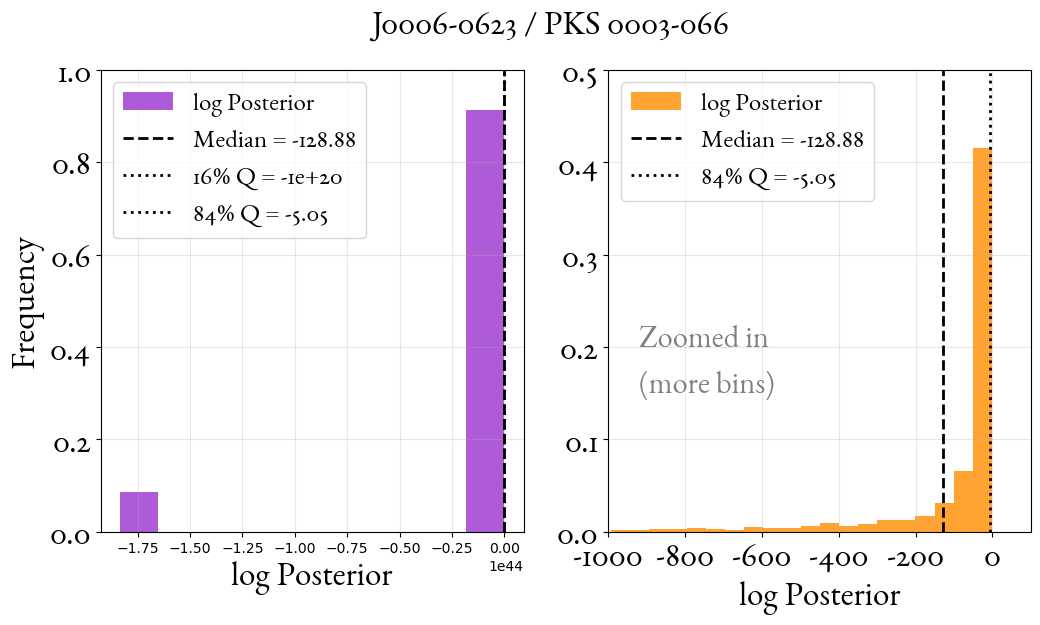 J0006-0623 / PKS 0003-066
Frequency
1.0
0.8
0.6
0.4
0.2
0.0
log Posterior
Median = -128.88
16% Q = -1e+20
84% Q = -5.05
−1.75 −1.50 −1.25 −1.00 −0.75 −0.50 −0.25 0.00
1e44
log Posterior
0.5
0.4
0.3
0.2
0.1
0.0
log Posterior
Median = -128.88
84% Q = -5.05
Zoomed in
(more bins)
-1000 -800 -600 -400 -200 0
log Posterior